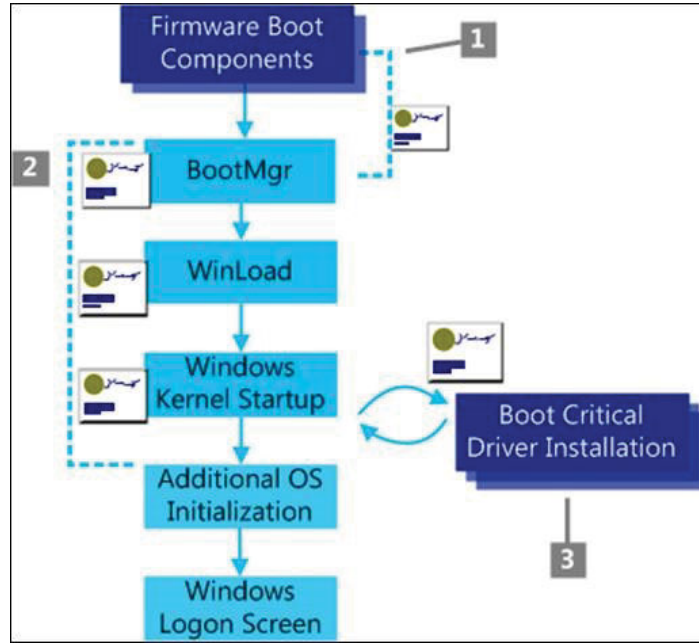 Firmware Boot
Components
1
2
BootMgr
WinLoad
Windows
Kernel Startup
Boot Critical
Driver Installation
Additional OS
Initialization
3
Windows
Logon Screen